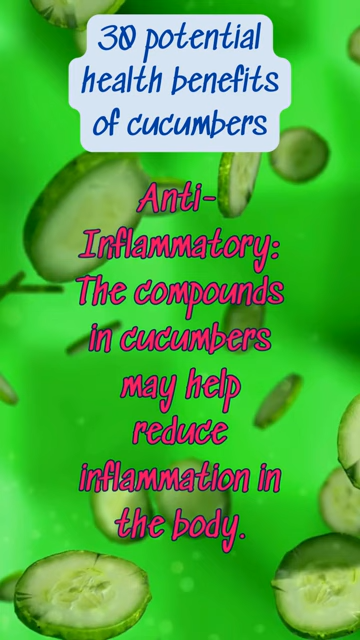 30 potential
health benefits
of cucumbers
Anti-
Inflammatory:
The compounds
in cucumbers
may help
reduce
inflammation in
the body.